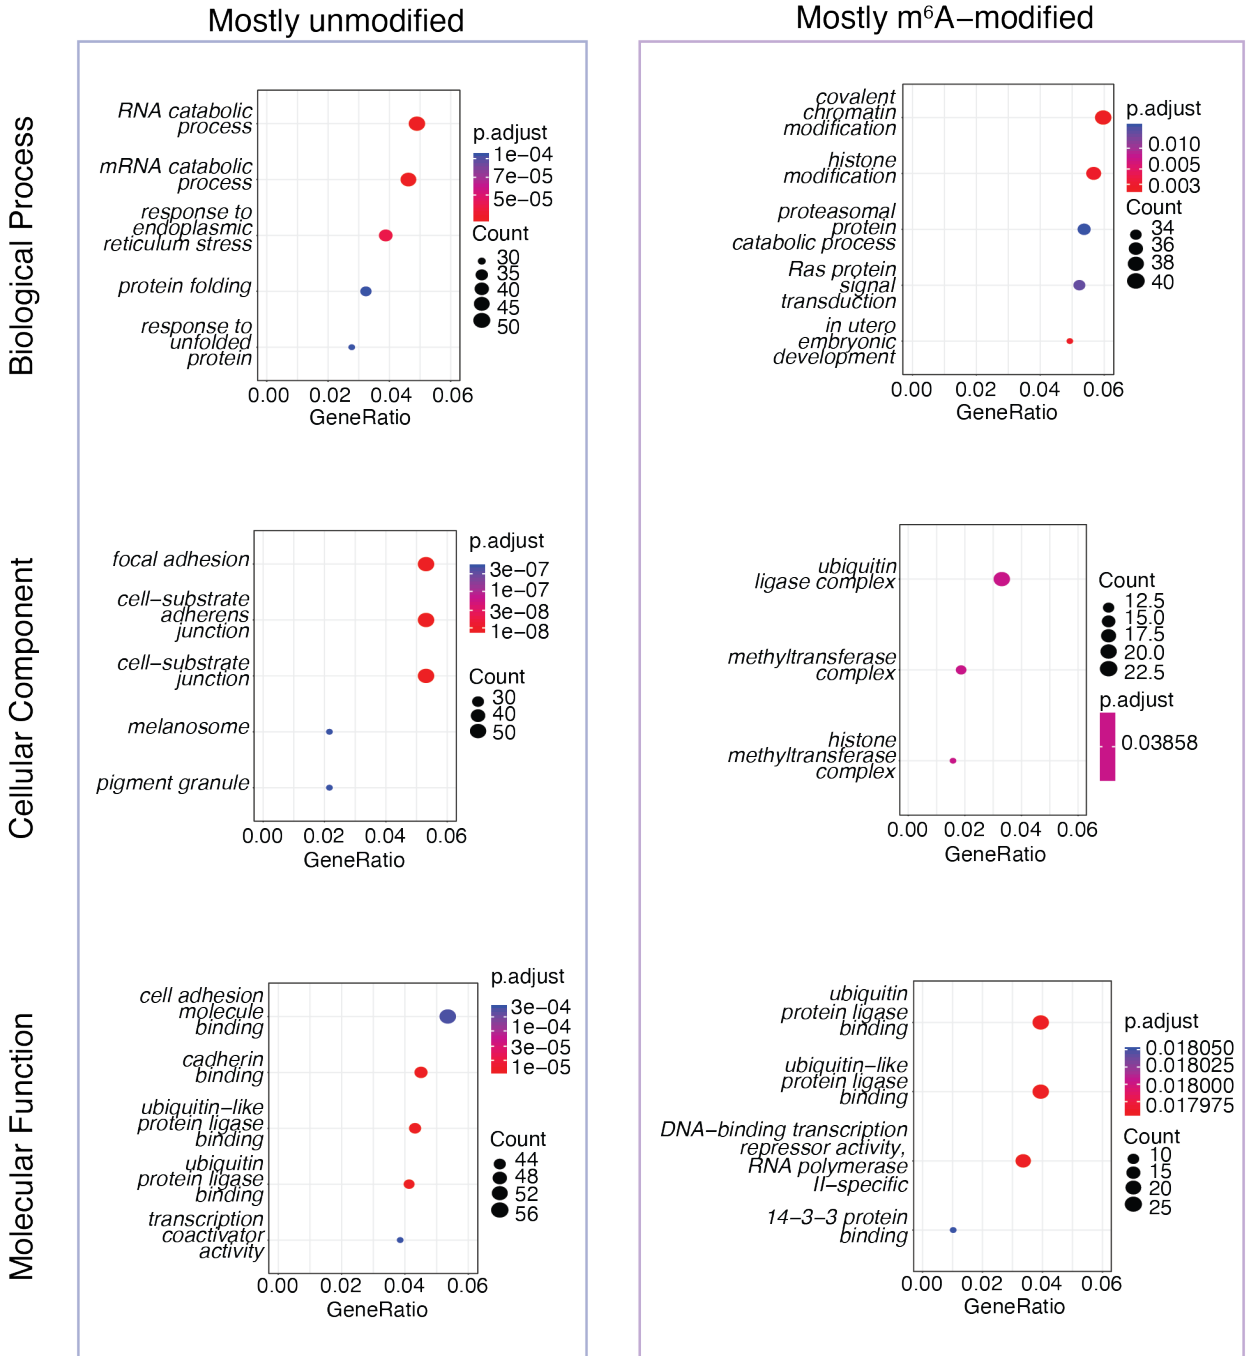 Mostly unmodified
Mostly m⁶A−modified
Biological Process
RNA catabolic
process
mRNA catabolic
process
response to
endoplasmic
reticulum stress
protein folding
response to
unfolded
protein
0.00 0.02 0.04 0.06
GeneRatio
p.adjust
1e−04
7e−05
5e−05
Count
30
35
40
45
50
covalent
chromatin
modification
histone
modification
proteasomal
protein
catabolic process
Ras protein
signal
transduction
in utero
embryonic
development
0.00 0.02 0.04 0.06
GeneRatio
p.adjust
0.010
0.005
0.003
Count
34
36
38
40
Cellular Component
focal adhesion
cell−substrate
adherens
junction
cell−substrate
junction
melanosome
pigment granule
0.00 0.02 0.04 0.06
GeneRatio
p.adjust
3e−07
1e−07
3e−08
1e−08
Count
30
40
50
ubiquitin
ligase complex
methyltransferase
complex
histone
methyltransferase
complex
0.00 0.02 0.04 0.06
GeneRatio
Count
12.5
15.0
17.5
20.0
22.5
p.adjust
0.03858
Molecular Function
cell adhesion
molecule
binding
cadherin
binding
ubiquitin−like
protein ligase
binding
ubiquitin
protein ligase
binding
transcription
coactivator
activity
0.00 0.02 0.04 0.06
GeneRatio
p.adjust
3e−04
1e−04
3e−05
1e−05
Count
44
48
52
56
ubiquitin
protein ligase
binding
ubiquitin−like
protein ligase
binding
DNA−binding transcription
repressor activity,
RNA polymerase
II−specific
14−3−3 protein
binding
0.00 0.02 0.04 0.06
GeneRatio
p.adjust
0.018050
0.018025
0.018000
0.017975
Count
10
15
20
25